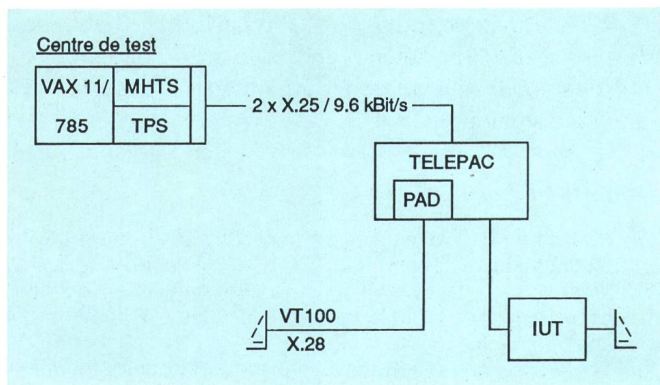 Centre de test
VAX 11/
785
MHTS
TPS
2 x X.25 / 9.6 kBit/s
TELEPAC
PAD
VT100
X.28
IUT